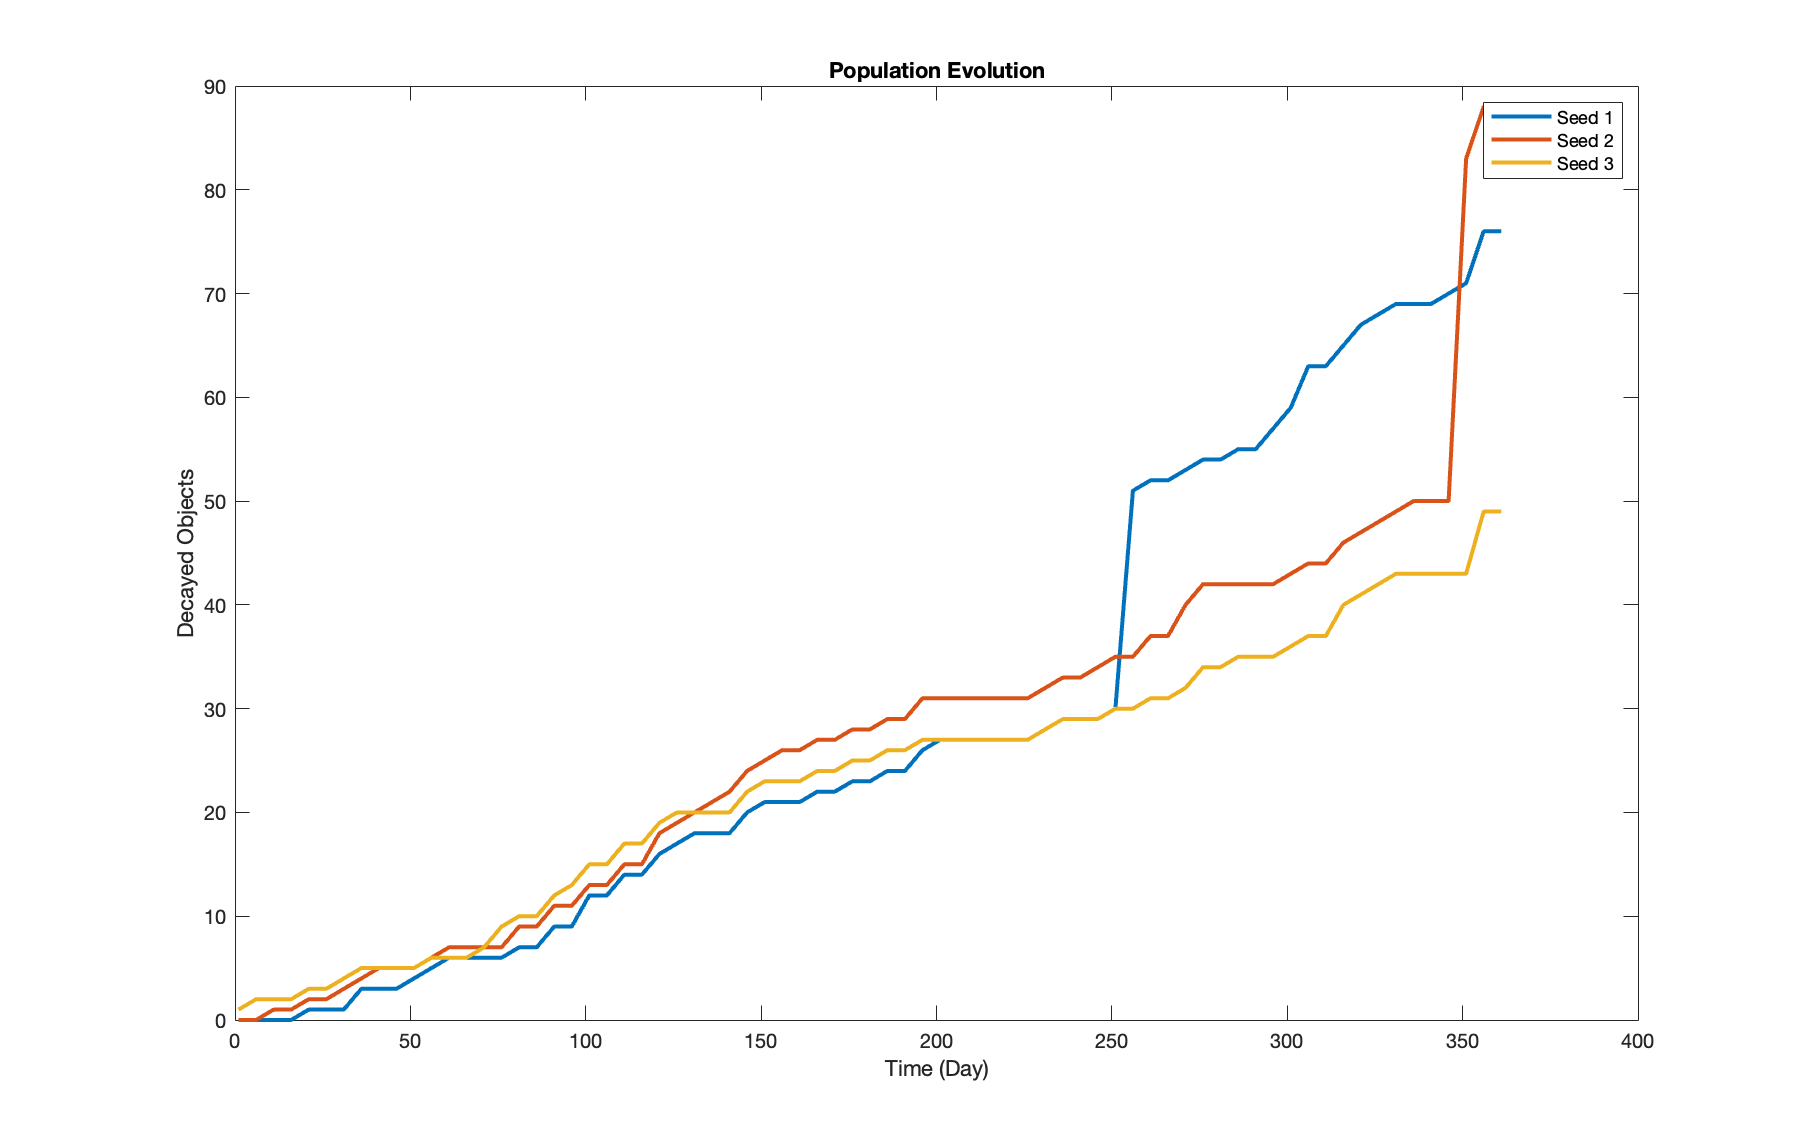 Population Evolution
90
80
70
60
50
40
30
20
10
0
Decayed Objects
Seed 1
Seed 2
Seed 3
0 50 100 150 200 250 300 350 400
Time (Day)